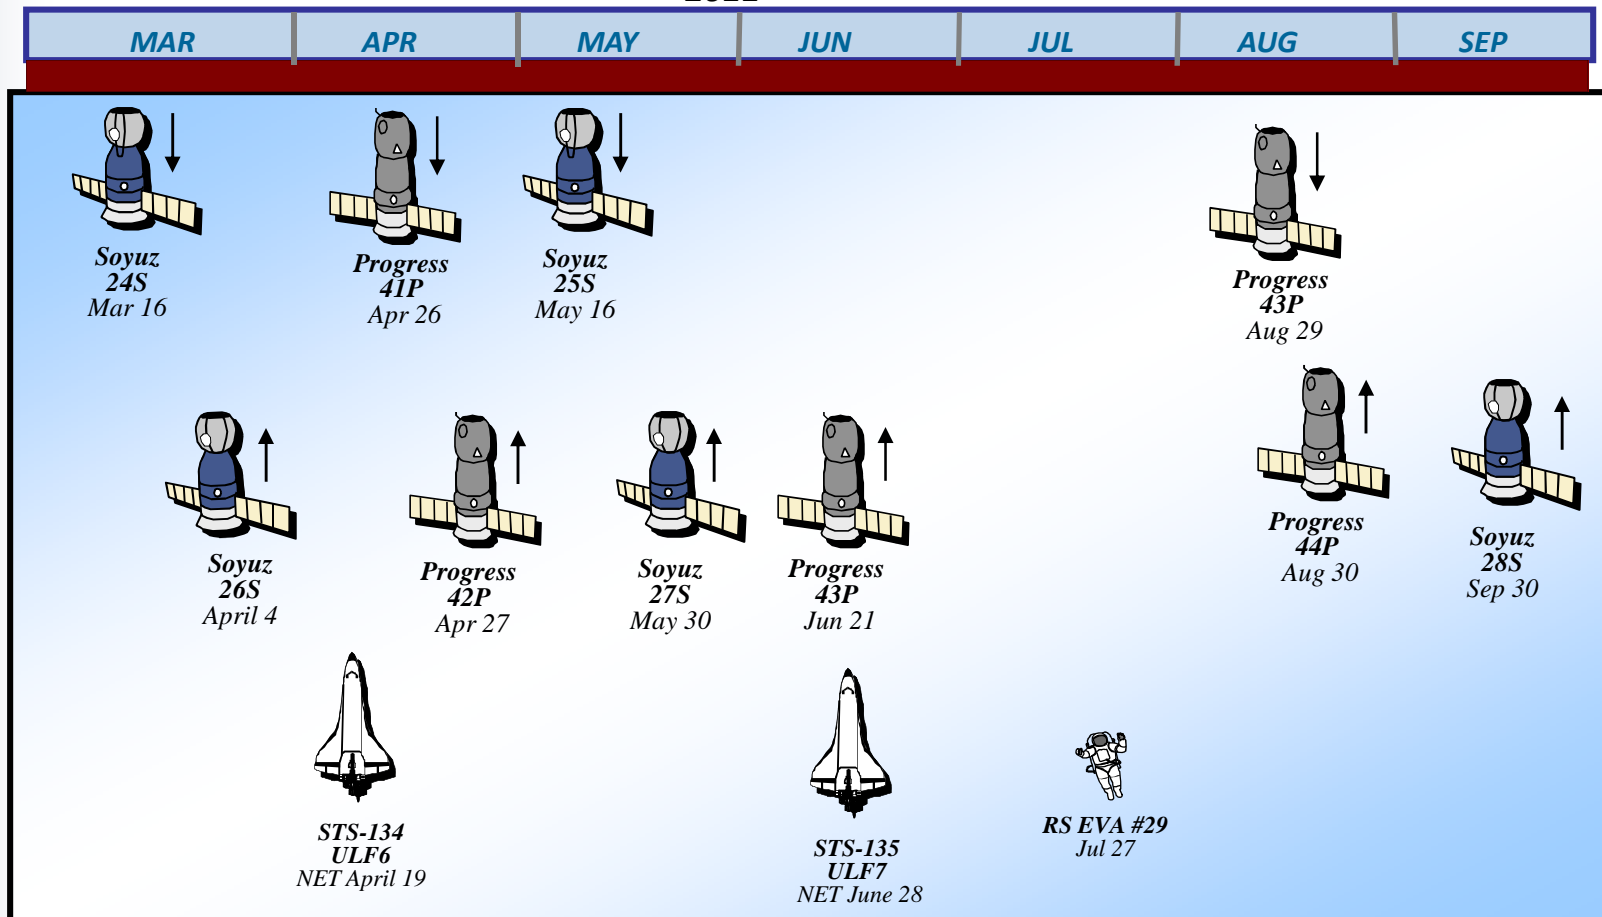 MAR APR MAY JUN JUL AUG SEP
Soyuz
24S
Mar 16
Progress
41P
Apr 26
Soyuz
25S
May 16
Progress
43P
Aug 29
Soyuz
26S
April 4
Progress
42P
Apr 27
Soyuz
27S
May 30
Progress
43P
Jun 21
Progress
44P
Aug 30
Soyuz
28S
Sep 30
STS-134
ULF6
NET April 19
STS-135
ULF7
NET June 28
RS EVA #29
Jul 27